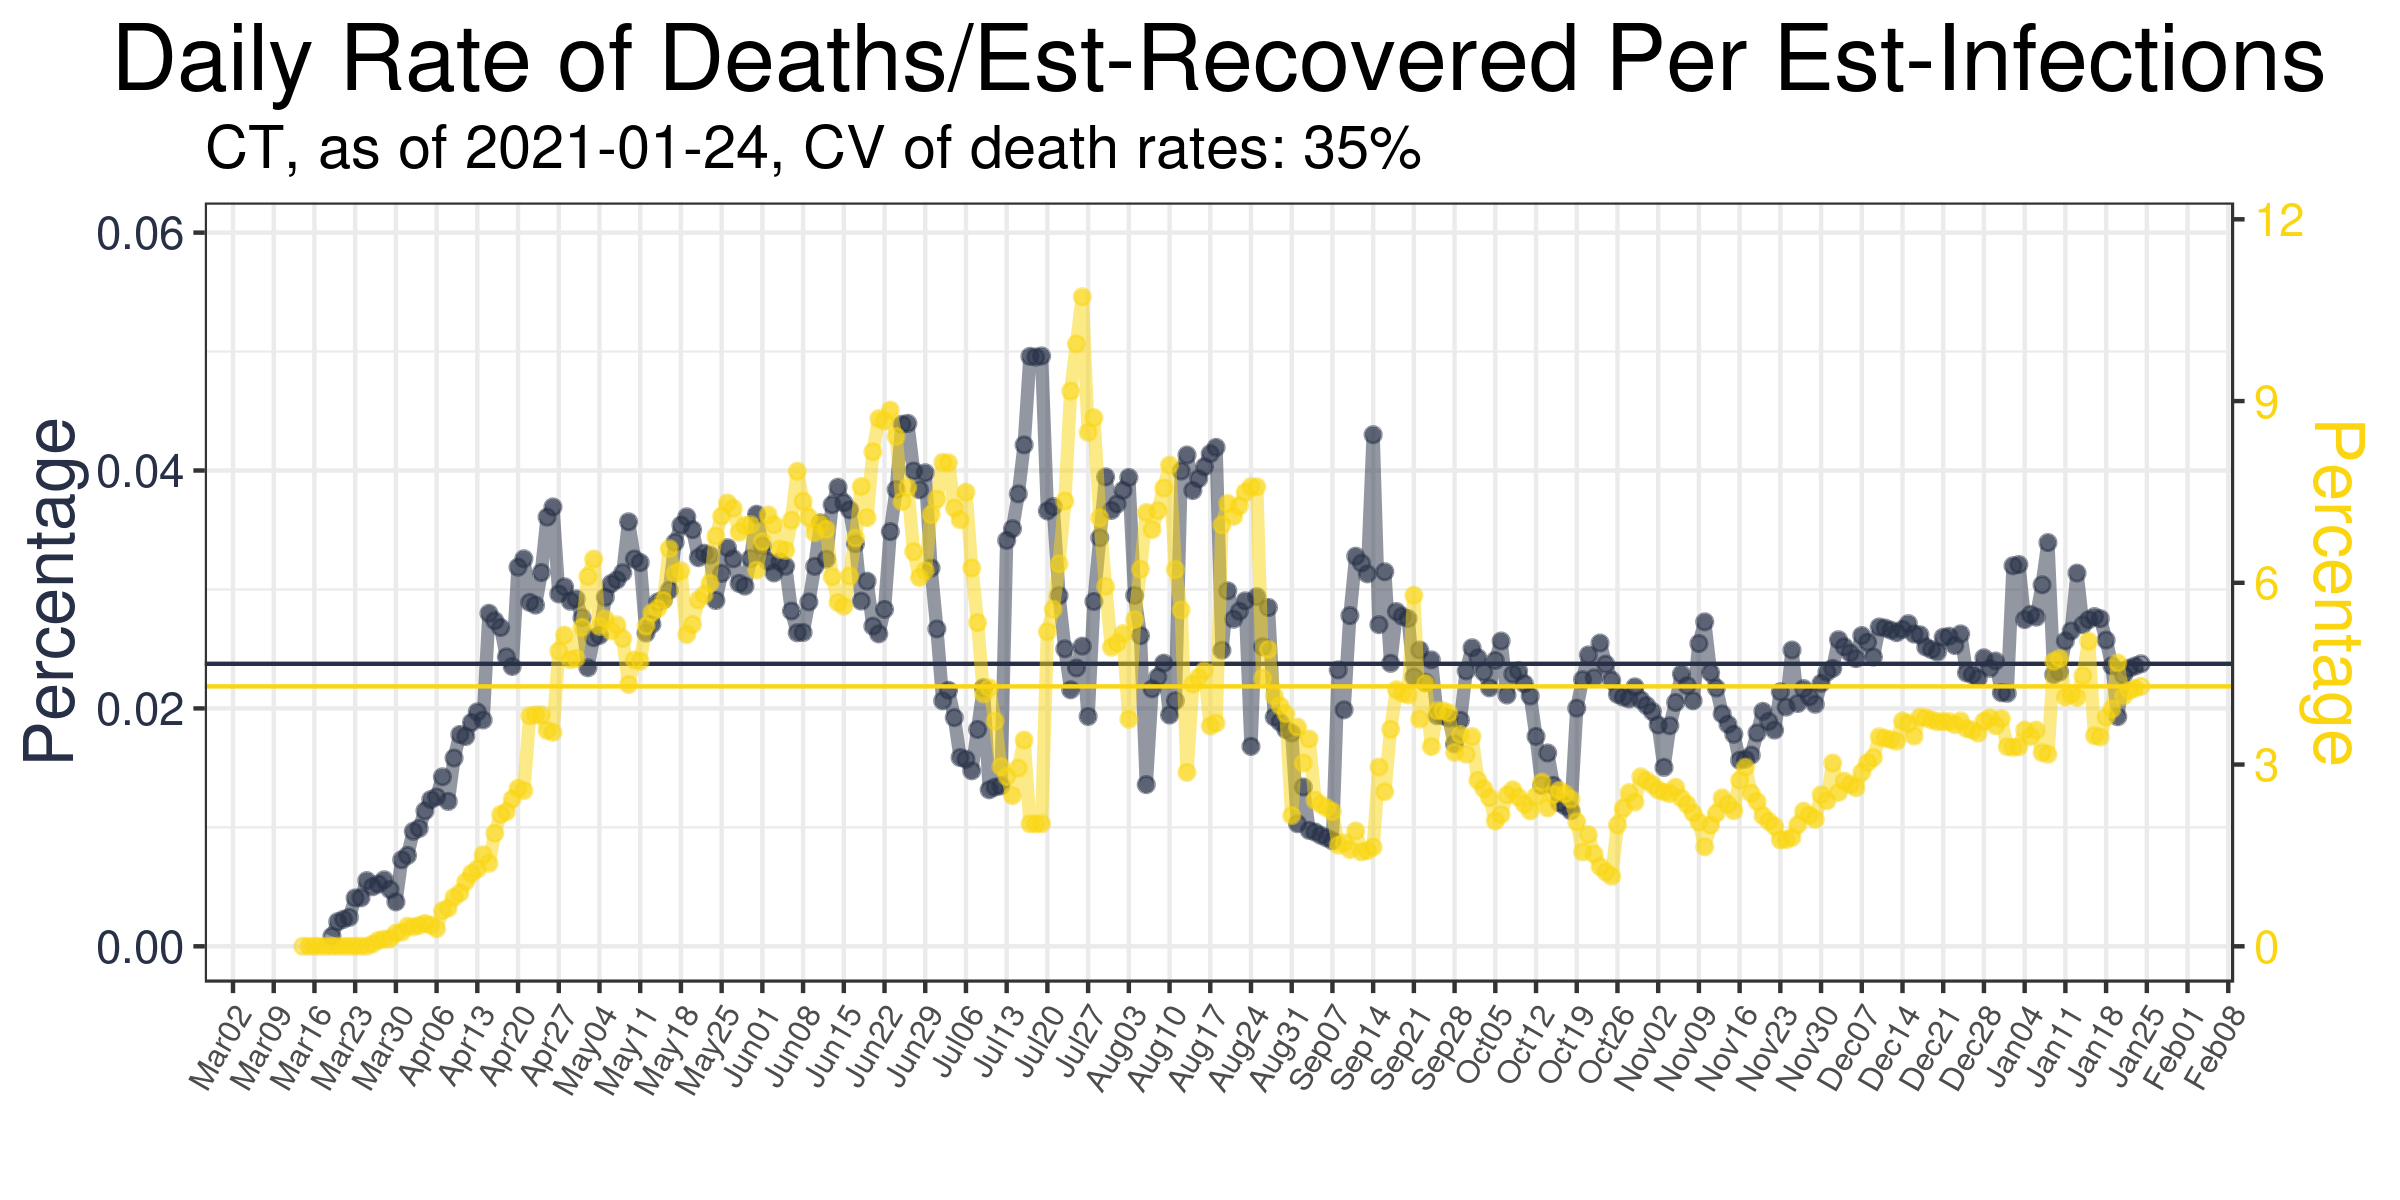 Daily Rate of Deaths/Est-Recovered Per Est-Infections
CT, as of 2021-01-24, CV of death rates: 35%
Percentage
0.06
0.04
0.02
0.00
12
9
6
3
0
Percentage
Mar02
Mar09
Mar16
Mar23
Mar30
Apr06
Apr13
Apr20
Apr27
May04
May11
May18
May25
Jun01
Jun08
Jun15
Jun22
Jun29
Jul06
Jul13
Jul20
Jul27
Aug03
Aug10
Aug17
Aug24
Aug31
Sep07
Sep14
Sep21
Sep28
Oct05
Oct12
Oct19
Oct26
Nov02
Nov09
Nov16
Nov23
Nov30
Dec07
Dec14
Dec21
Dec28
Jan04
Jan11
Jan18
Jan25
Feb01
Feb08